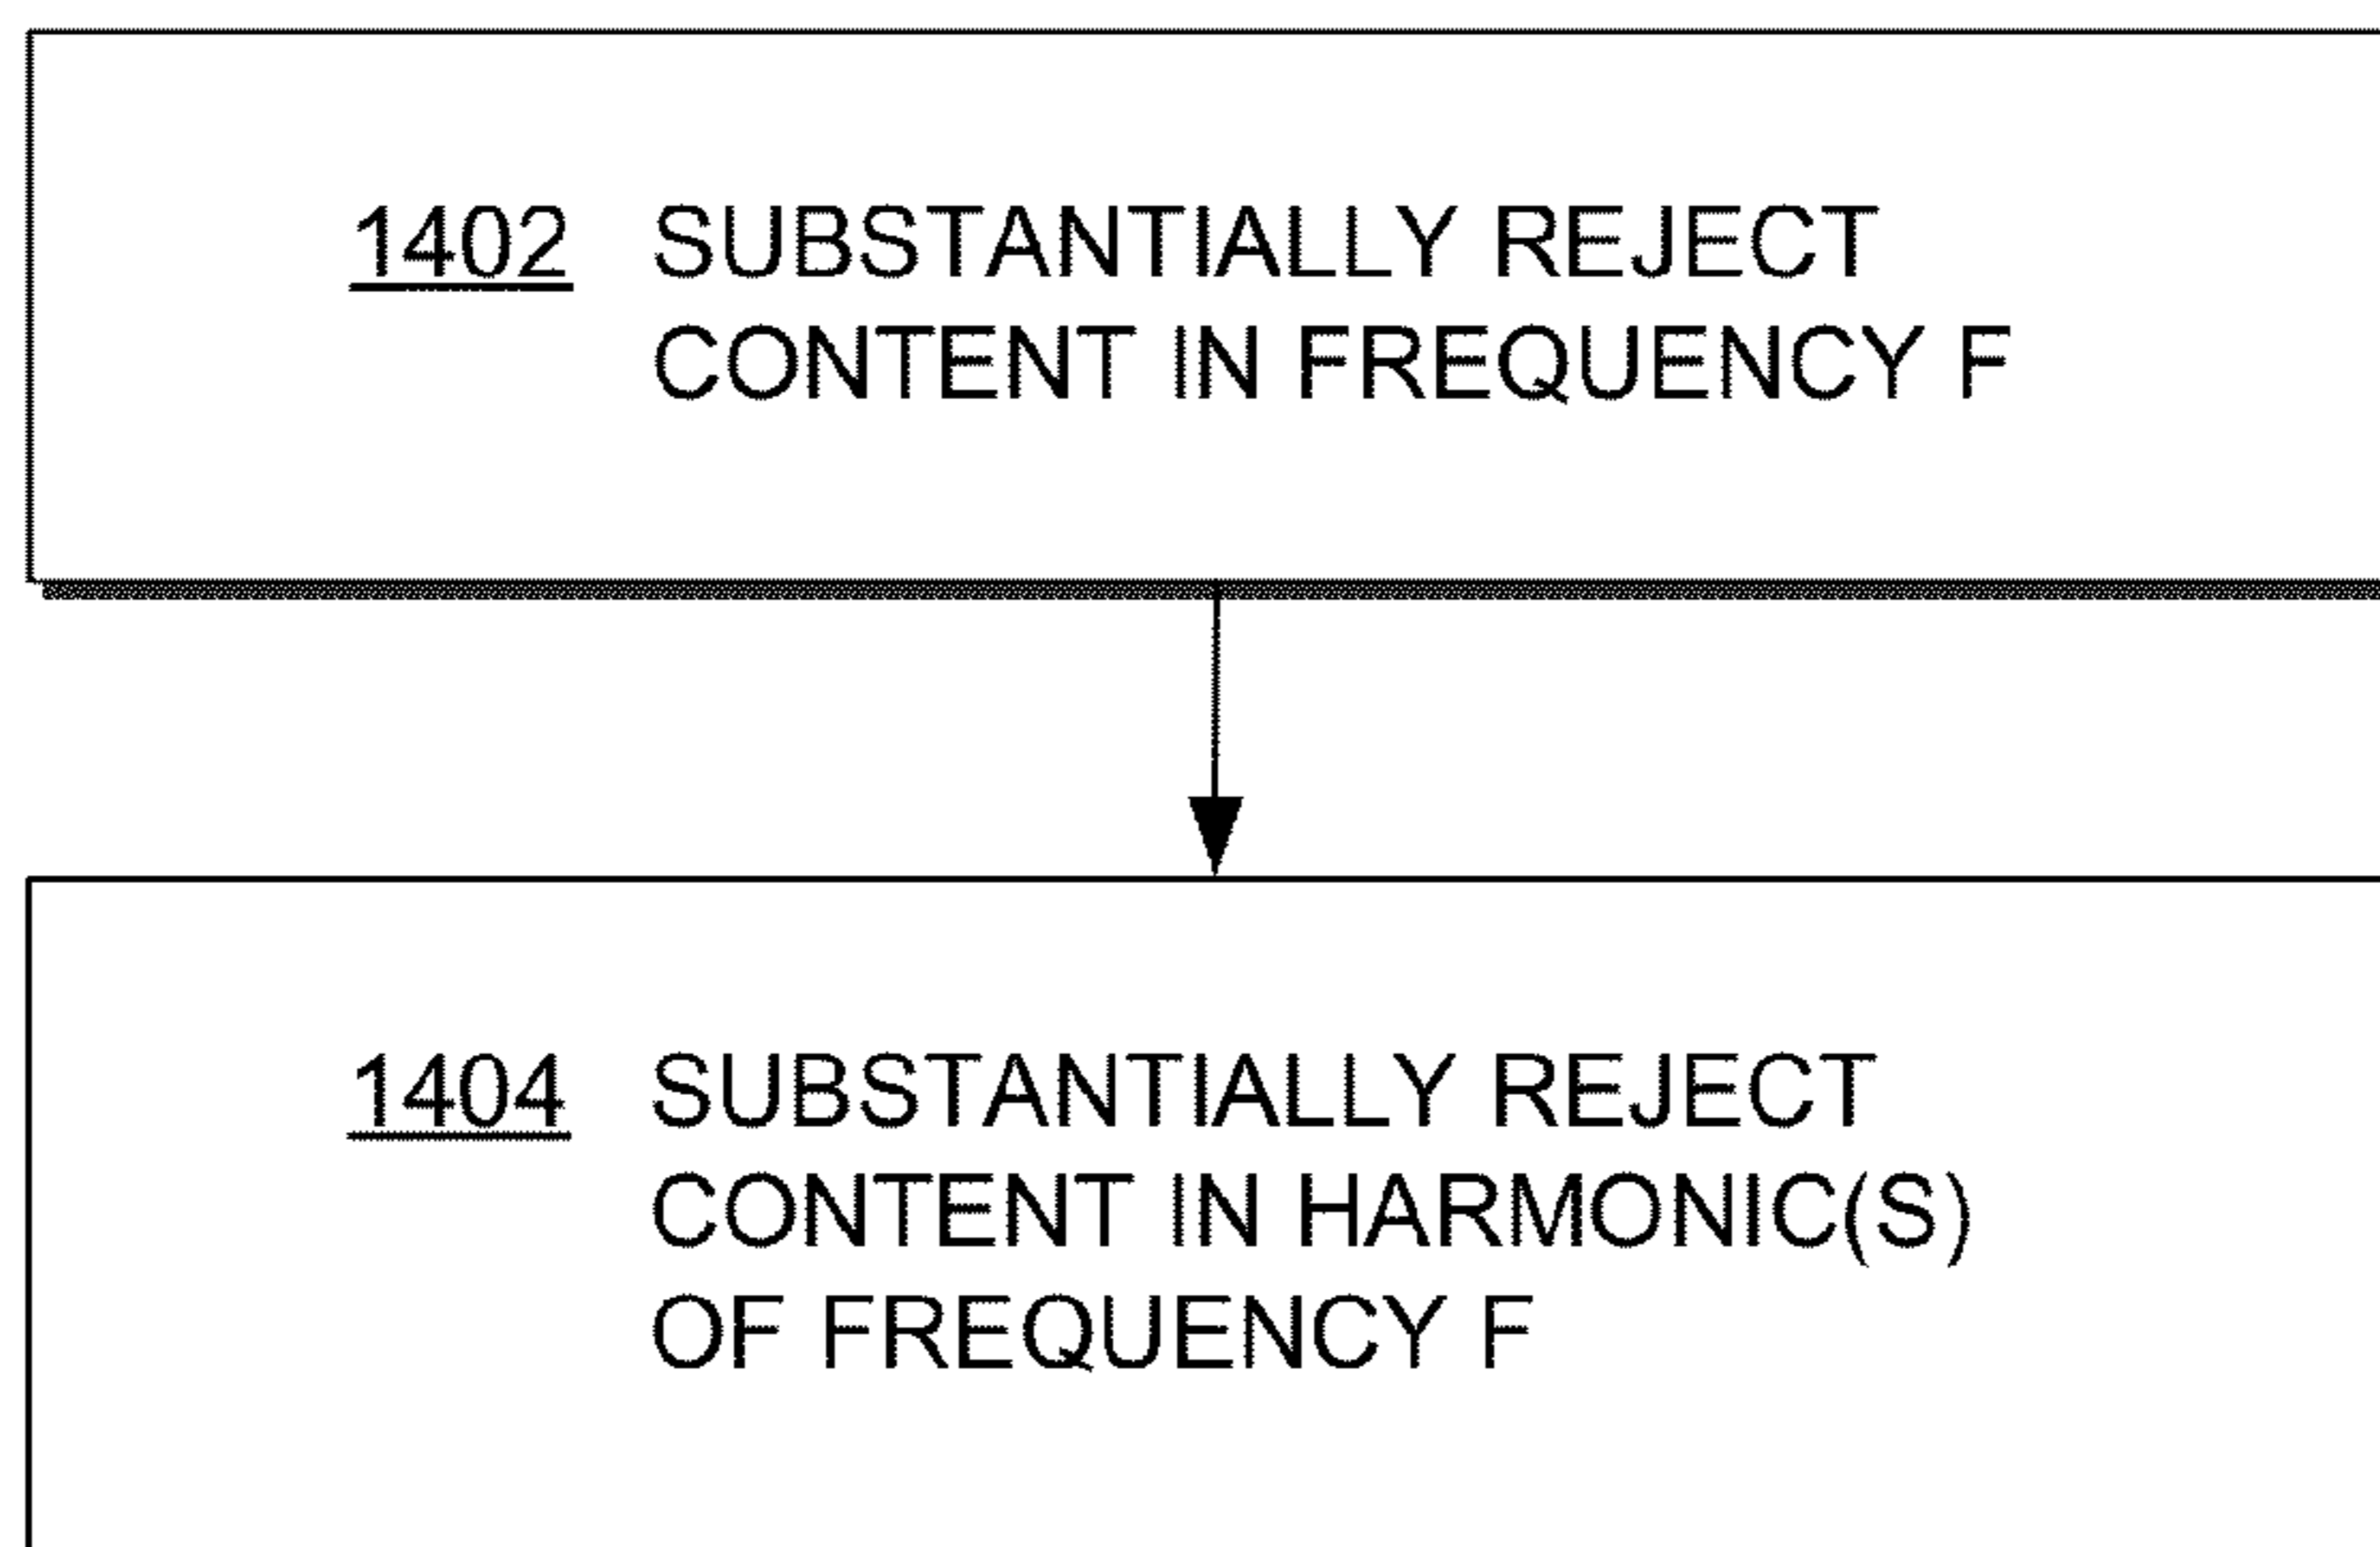 1402 SUBSTANTIALLY REJECT
CONTENT IN FREQUENCY F
1404 SUBSTANTIALLY REJECT
CONTENT IN HARMONIC(S)
OF FREQUENCY F